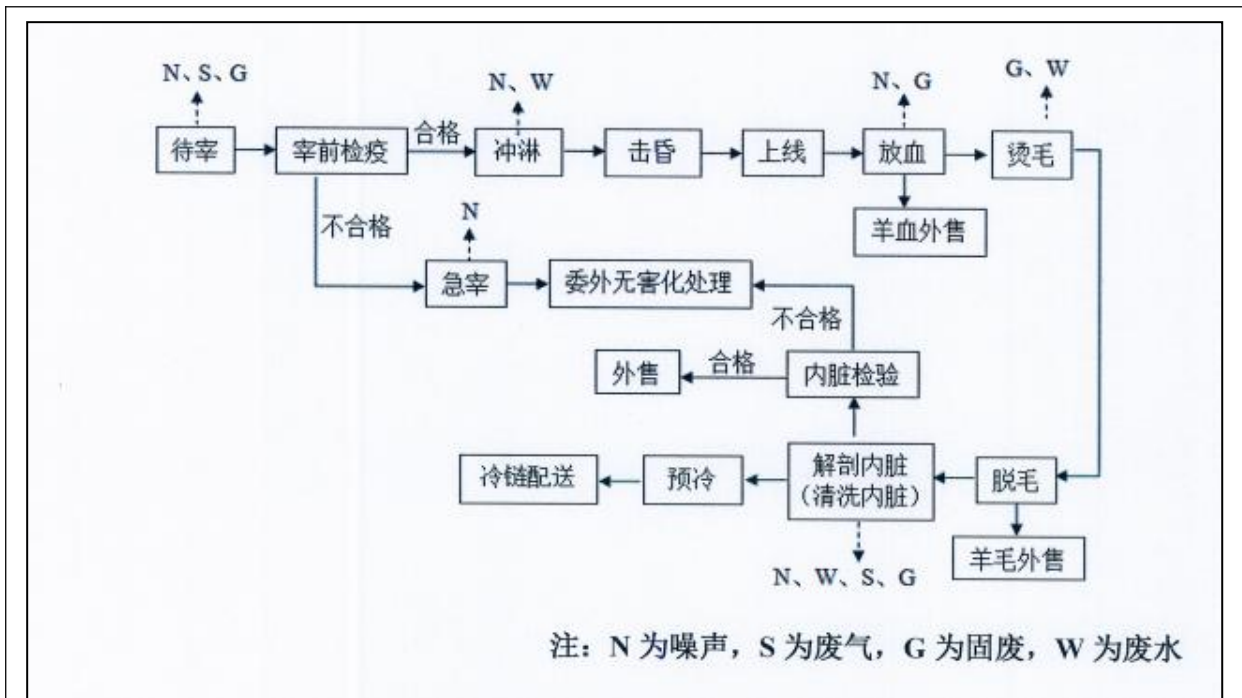 N、S、G
N、W
N、G
G、W
待宰
宰前检疫
合格
冲淋
击昏
上线
放血
烫毛
不合格
N
羊血外售
急宰
委外无害化处理
不合格
外售
合格
内脏检验
冷链配送
预冷
解剖内脏
（清洗内脏）
脱毛
羊毛外售
N、W、S、G
注：N 为噪声，S 为废气，G 为固废，W 为废水